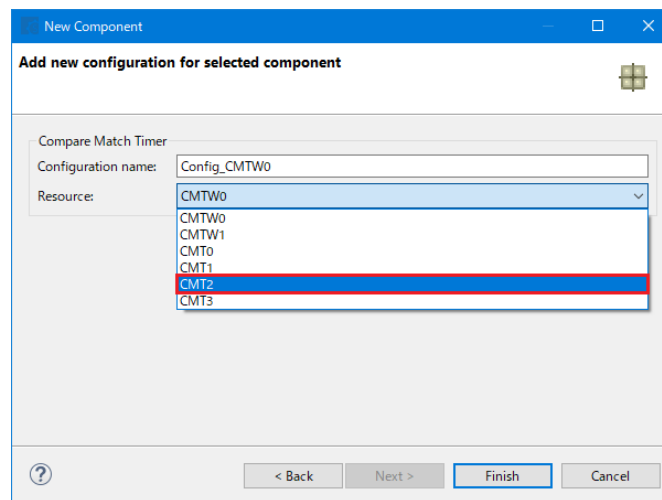 New Component
Add new configuration for selected component
Compare Match Timer
Configuration name: Config_CMTW0
Resource: CMTW0
CMTW0
CMTW1
CMT0
CMT1
CMT2
CMT3
? < Back Next > Finish Cancel